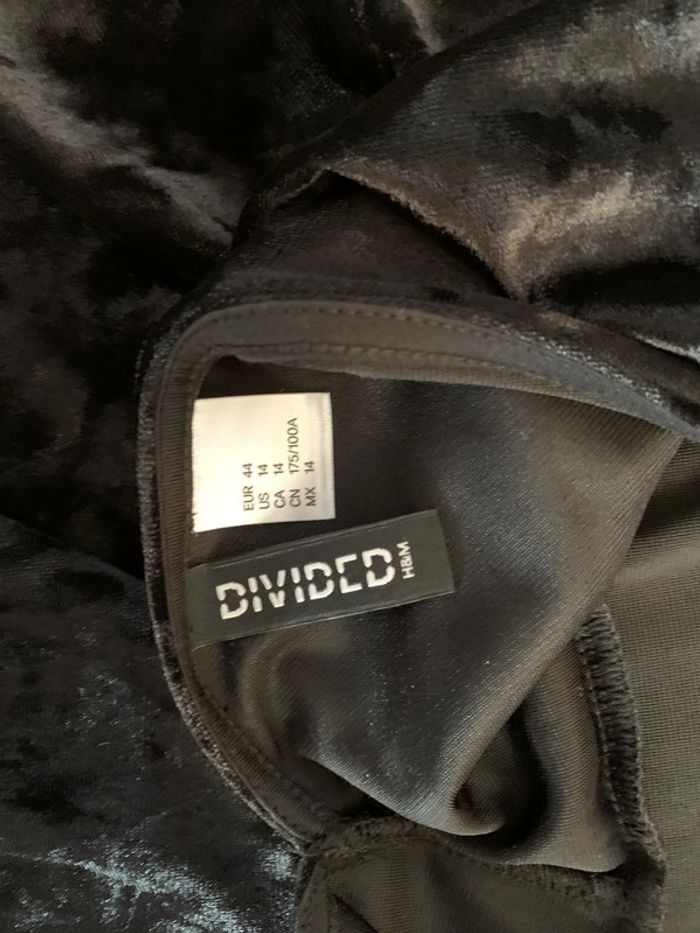 EUR 44
US 14
CA 14
CN 175/100A
MX 14
DIVIDED
H&M